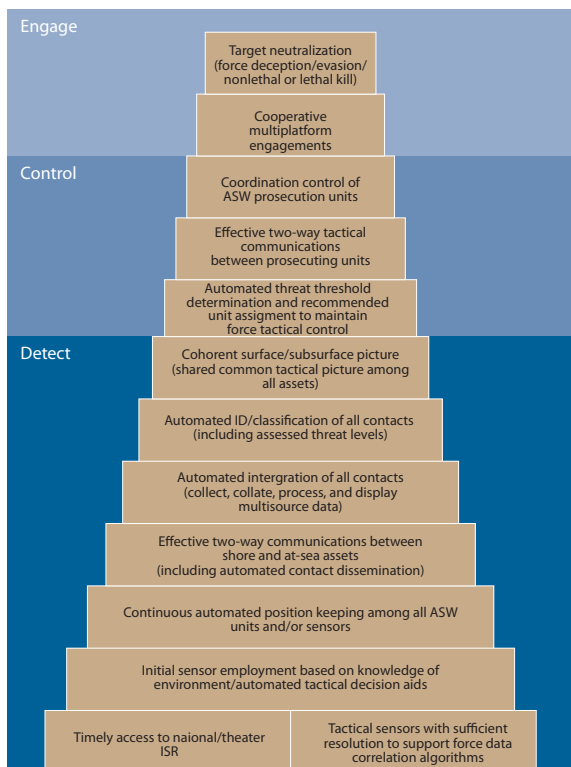 Engage
Target neutralization
(force deception/evasion/
nonlethal or lethal kill)
Cooperative
multiplatform
engagements
Control
Coordination control of
ASW prosecution units
Effective two-way tactical
communications
between prosecuting units
Automated threat threshold
determination and recommended
unit assigment to maintain
force tactical control
Detect
Cohorent surface/subsurface picture
(shared common tactical picture among
all assets)
Automated ID/classification of all contacts
(including assessed threat levels)
Automated intergration of all contacts
(collect, collate, process, and display
multisource data)
Effective two-way communications between
shore and at-sea assets
(including automated contact dissemination)
Continuous automated position keeping among all ASW
units and/or sensors
Initial sensor employment based on knowledge of
environment/automated tactical decision aids
Timely access to naional/theater
ISR
Tactical sensors with sufficient
resolution to support force data
correlation algorithms